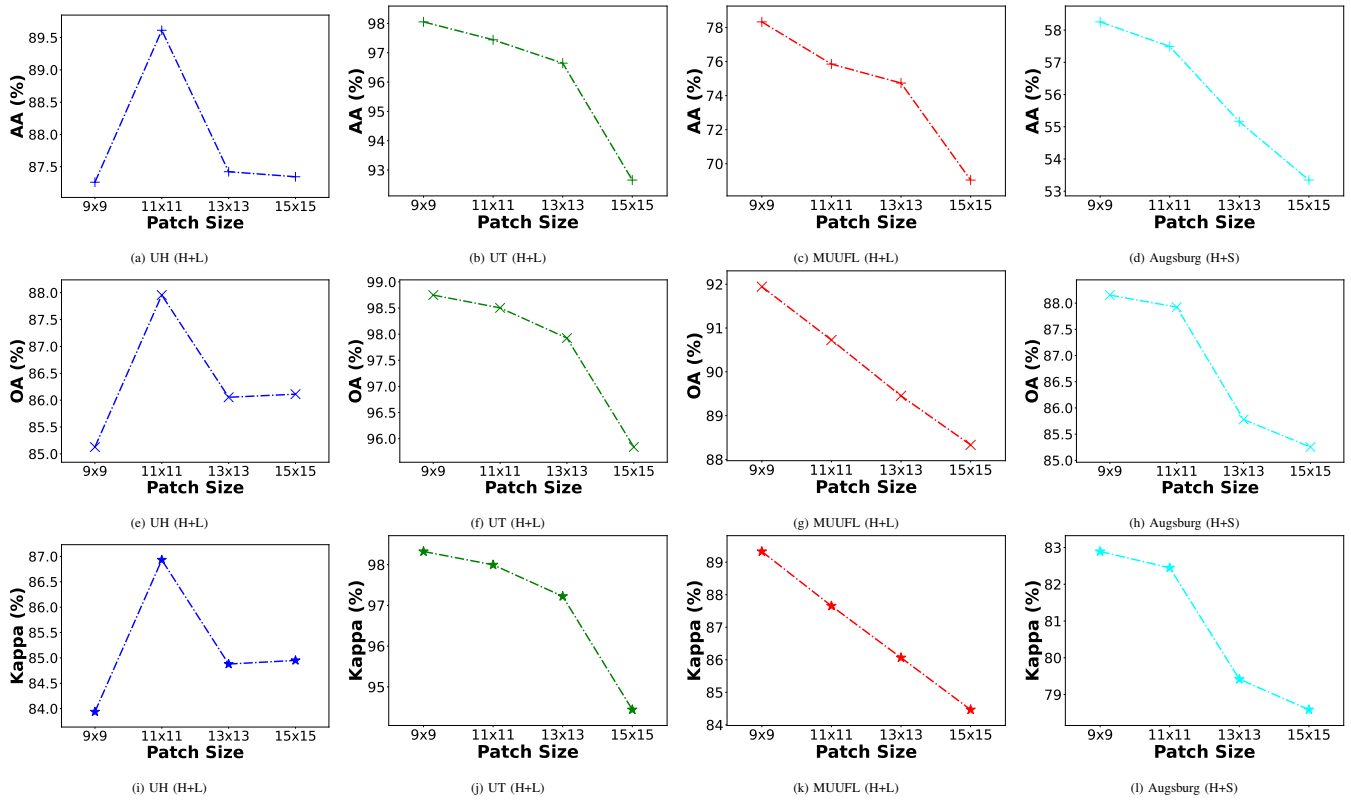 AA (%)
89.5
89.0
88.5
88.0
87.5
9x9 11x11 13x13 15x15
Patch Size
(a) UH (H+L)
AA (%)
98
97
96
95
94
93
9x9 11x11 13x13 15x15
Patch Size
(b) UT (H+L)
AA (%)
78
76
74
72
70
9x9 11x11 13x13 15x15
Patch Size
(c) MUUFL (H+L)
AA (%)
58
57
56
55
54
53
9x9 11x11 13x13 15x15
Patch Size
(d) Augsburg (H+S)
OA (%)
88.0
87.5
87.0
86.5
86.0
85.5
85.0
9x9 11x11 13x13 15x15
Patch Size
(e) UH (H+L)
OA (%)
99.0
98.5
98.0
97.5
97.0
96.5
96.0
9x9 11x11 13x13 15x15
Patch Size
(f) UT (H+L)
OA (%)
92
91
90
89
88
9x9 11x11 13x13 15x15
Patch Size
(g) MUUFL (H+L)
OA (%)
88.0
87.5
87.0
86.5
86.0
85.5
85.0
9x9 11x11 13x13 15x15
Patch Size
(h) Augsburg (H+S)
Kappa (%)
87.0
86.5
86.0
85.5
85.0
84.5
84.0
9x9 11x11 13x13 15x15
Patch Size
(i) UH (H+L)
Kappa (%)
98
97
96
95
9x9 11x11 13x13 15x15
Patch Size
(j) UT (H+L)
Kappa (%)
89
88
87
86
85
84
9x9 11x11 13x13 15x15
Patch Size
(k) MUUFL (H+L)
Kappa (%)
83
82
81
80
79
9x9 11x11 13x13 15x15
Patch Size
(l) Augsburg (H+S)